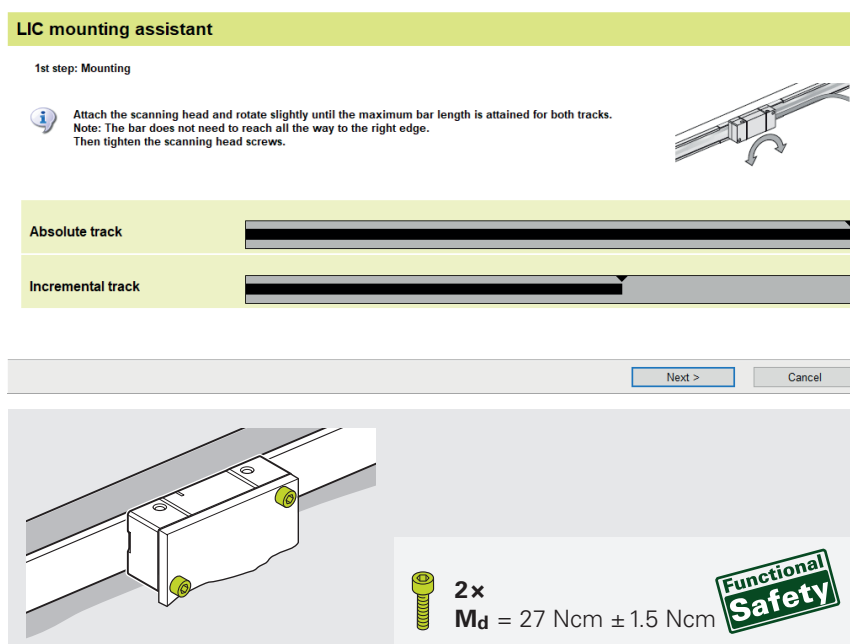 LIC mounting assistant
1st step: Mounting
Attach the scanning head and rotate slightly until the maximum bar length is attained for both tracks.
Note: The bar does not need to reach all the way to the right edge.
Then tighten the scanning head screws.
Absolute track
Incremental track
Next >
Cancel
2×
Md = 27 Ncm ± 1.5 Ncm
Functional
Safety